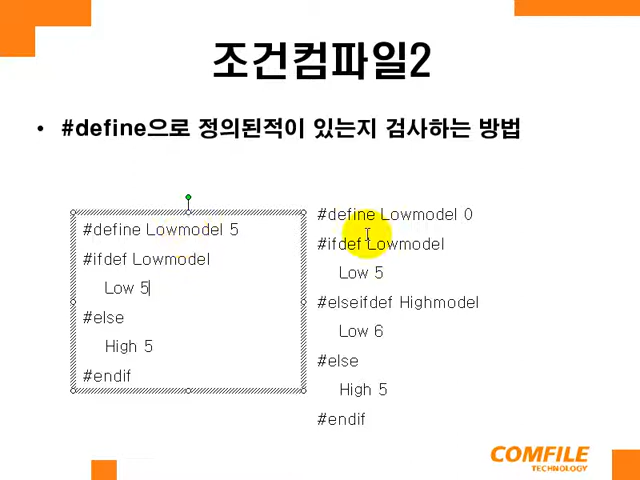 조건컴파일2
• #define으로 정의된적이 있는지 검사하는 방법
#define Lowmodel 5
#ifdef Lowmodel
Low 5
#else
High 5
#endif
#define Lowmodel 0
#ifdef Lowmodel
Low 5
#elseifdef Highmodel
Low 6
#else
High 5
#endif
COMFILE
TECHNOLOGY